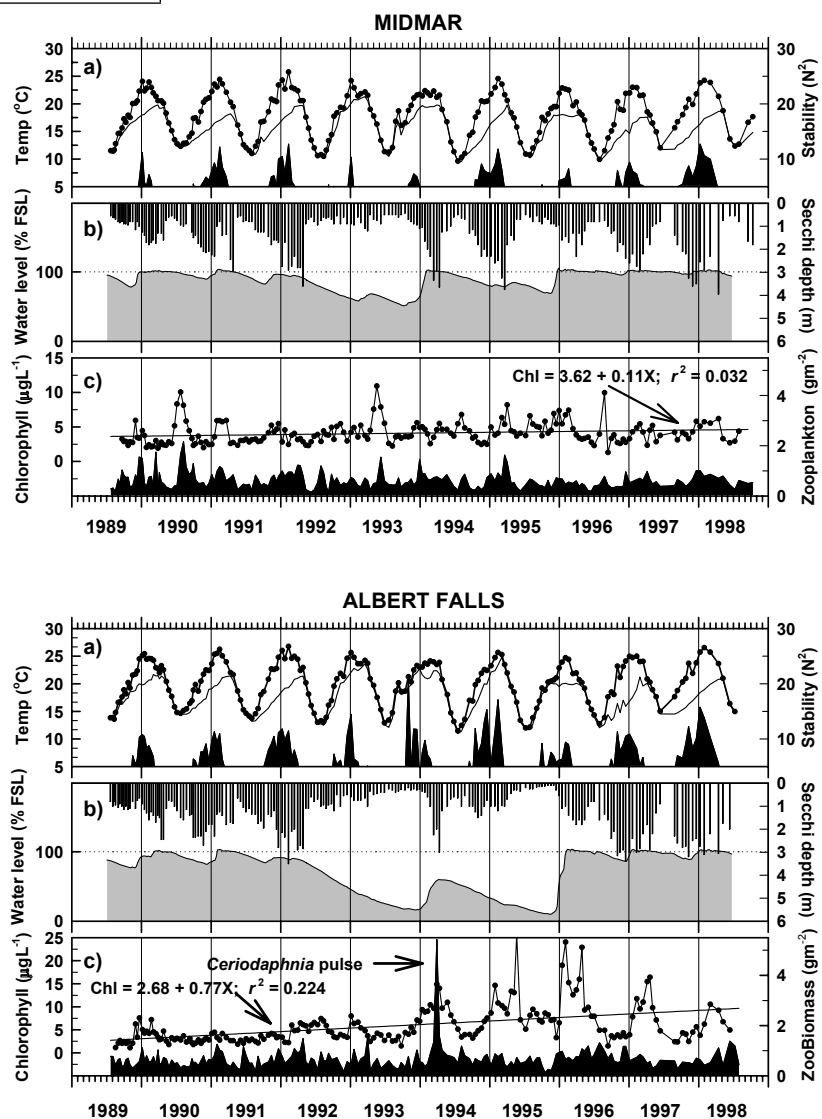 MIDMAR
a)
Temp (°C)
30
25
20
15
10
5
Stability (N²)
30
20
10
b)
Water level (% FSL)
100
0
Secchi depth (m)
0
1
2
3
4
5
6
c)
Chlorophyll (µgL⁻¹)
15
10
5
0
Chl = 3.62 + 0.11X; r² = 0.032
Zooplankton (gm⁻²)
4
2
0
1989 1990 1991 1992 1993 1994 1995 1996 1997 1998
ALBERT FALLS
a)
Temp (°C)
30
25
20
15
10
5
Stability (N²)
30
20
10
b)
Water level (% FSL)
100
0
Secchi depth (m)
0
1
2
3
4
5
6
c)
Chlorophyll (µgL⁻¹)
25
20
15
10
5
0
Ceriodaphnia pulse
Chl = 2.68 + 0.77X; r² = 0.224
ZooBiomass (gm⁻²)
4
2
0
1989 1990 1991 1992 1993 1994 1995 1996 1997 1998